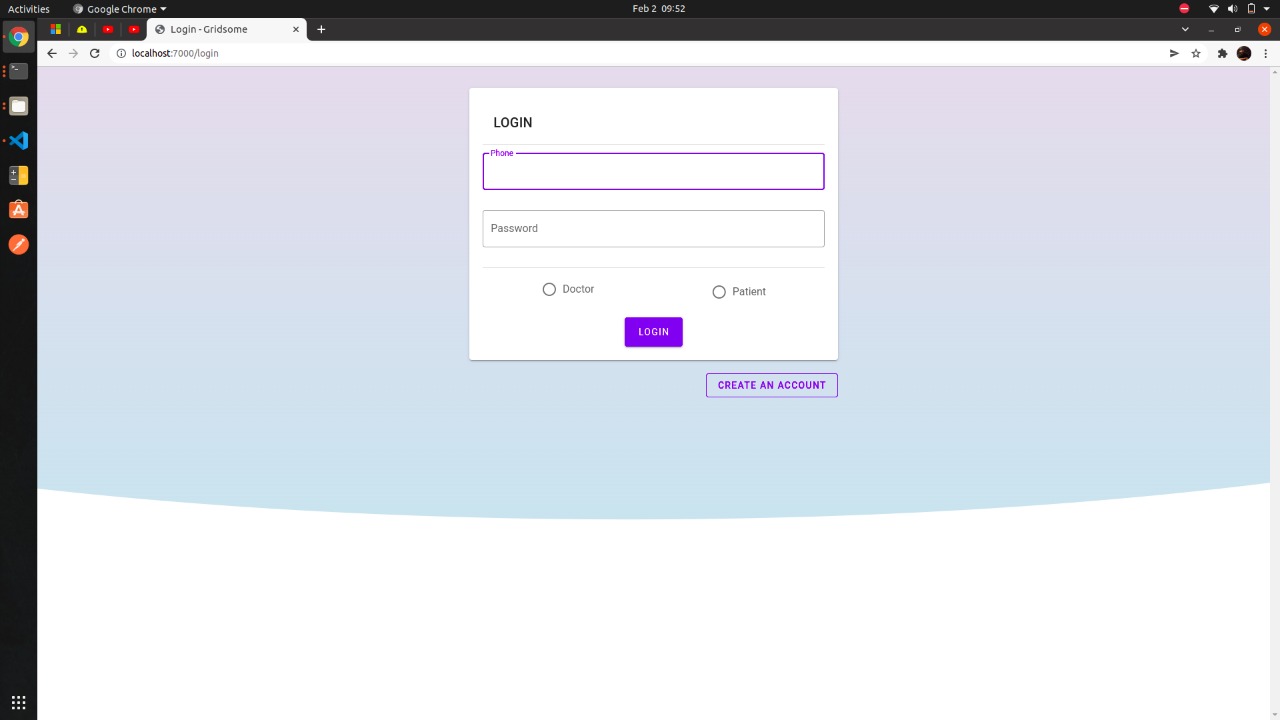 Activities Google Chrome Feb 2 09:52
Login - Gridsome
localhost:7000/login
LOGIN
Phone
Password
Doctor Patient
LOGIN
CREATE AN ACCOUNT